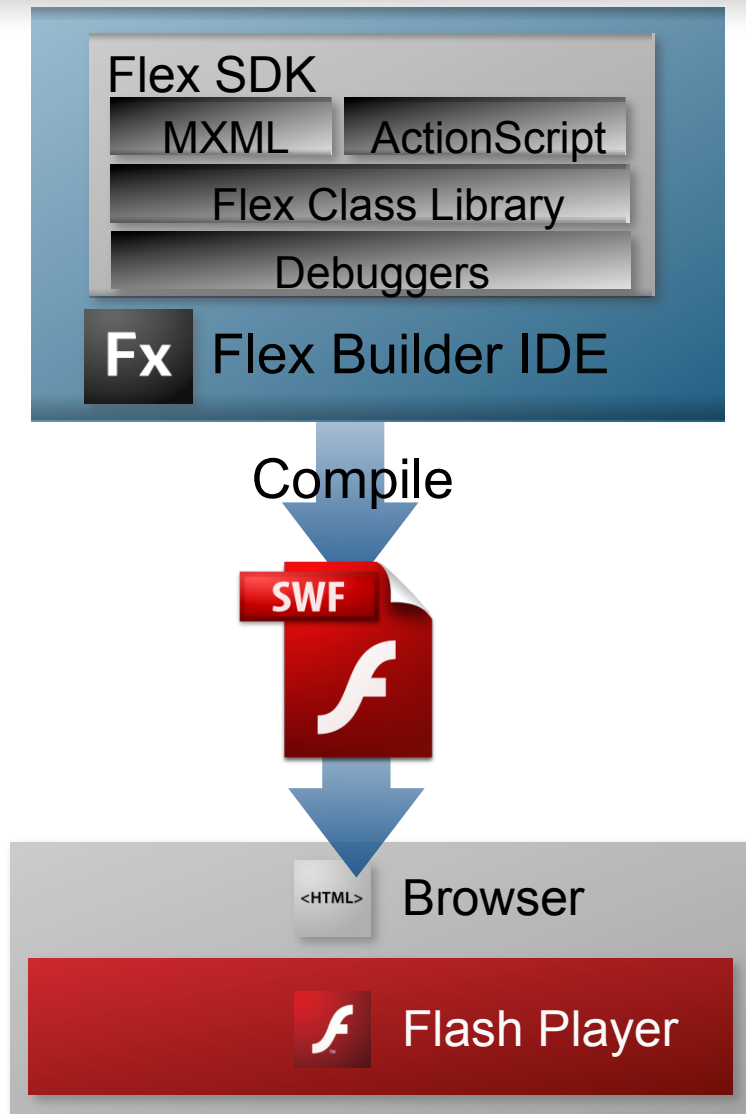 Flex SDK
MXML ActionScript
Flex Class Library
Debuggers
Fx Flex Builder IDE
Compile
SWF
<HTML> Browser
Flash Player